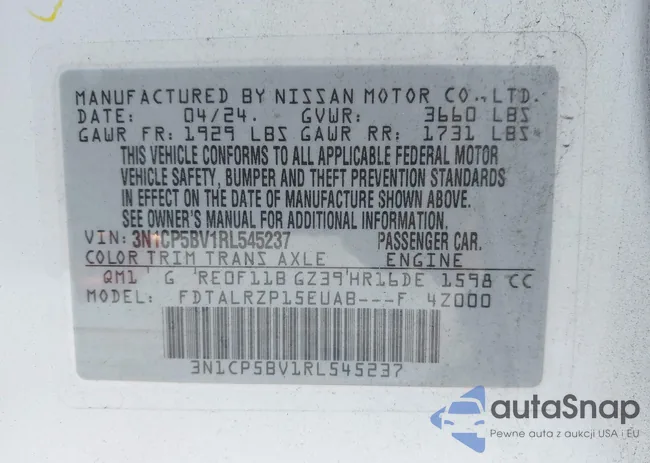 MANUFACTURED BY NISSAN MOTOR CO., LTD.
DATE: 04/24. GVWR: 3660 LBS
GAWR FR: 1929 LBS GAWR RR: 1731 LBS
THIS VEHICLE CONFORMS TO ALL APPLICABLE FEDERAL MOTOR
VEHICLE SAFETY, BUMPER AND THEFT PREVENTION STANDARDS
IN EFFECT ON THE DATE OF MANUFACTURE SHOWN ABOVE.
SEE OWNER'S MANUAL FOR ADDITIONAL INFORMATION.
VIN: 3N1CP5BV1RL545237 PASSENGER CAR.
COLOR TRIM TRANS AXLE ENGINE
QM1 G RE0F11B GZ39 HR16DE 1598 CC
MODEL: FDTALRZP15EUAB---F 4Z000
3N1CP5BV1RL545237
autaSnap
Pewne auta z aukcji USA i EU